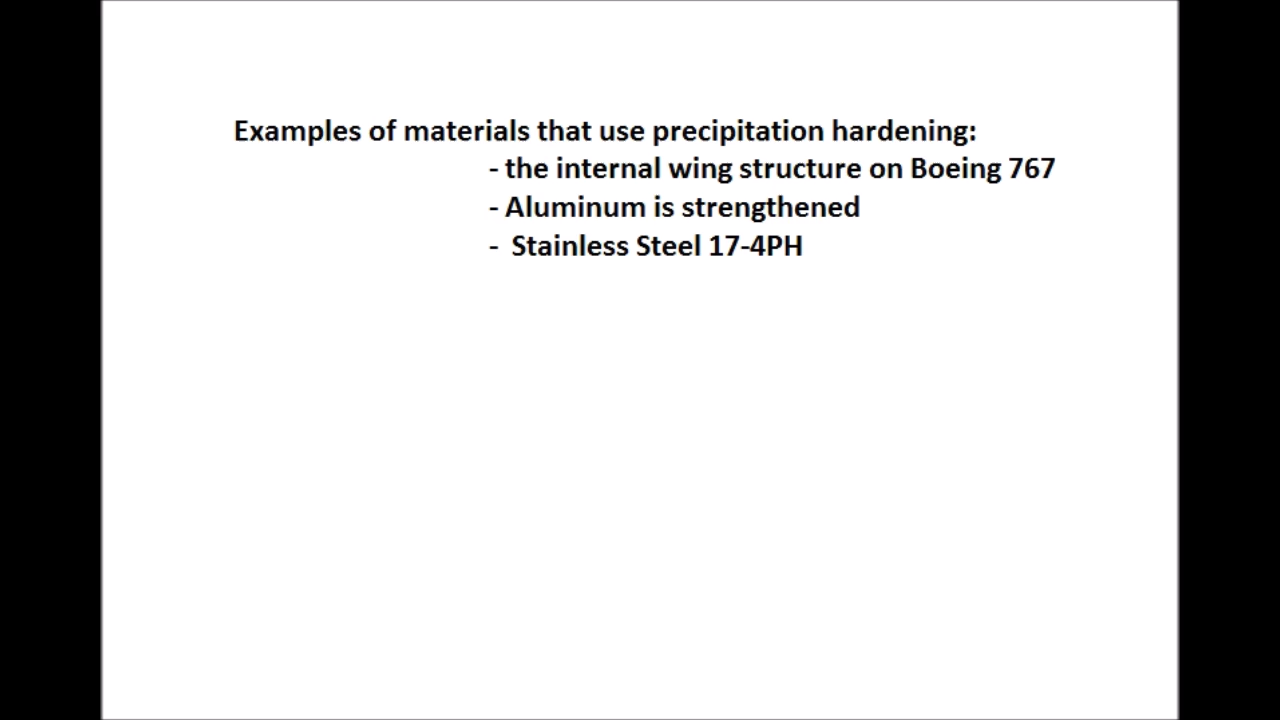 Examples of materials that use precipitation hardening:
- the internal wing structure on Boeing 767
- Aluminum is strengthened
- Stainless Steel 17-4PH